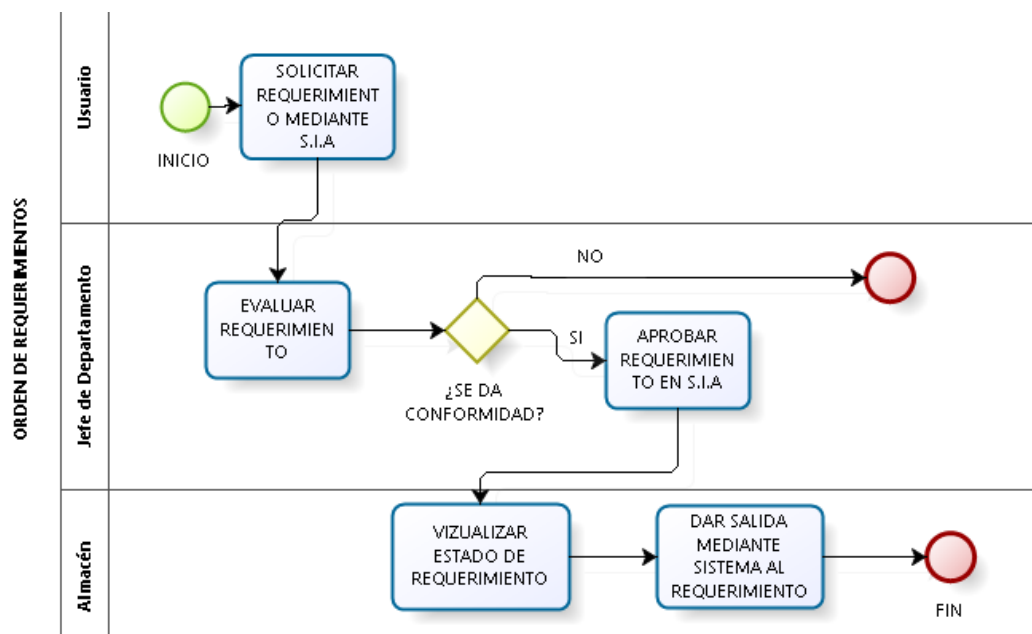 ORDEN DE REQUERIMIENTOS
Usuario
INICIO
SOLICITAR
REQUERIMIENT
O MEDIANTE
S.I.A
Jefe de Departamento
EVALUAR
REQUERIMIEN
TO
¿SE DA
CONFORMIDAD?
NO
SI
APROBAR
REQUERIMIEN
TO EN S.I.A
Almacén
VIZUALIZAR
ESTADO DE
REQUERIMIENTO
DAR SALIDA
MEDIANTE
SISTEMA AL
REQUERIMIENTO
FIN